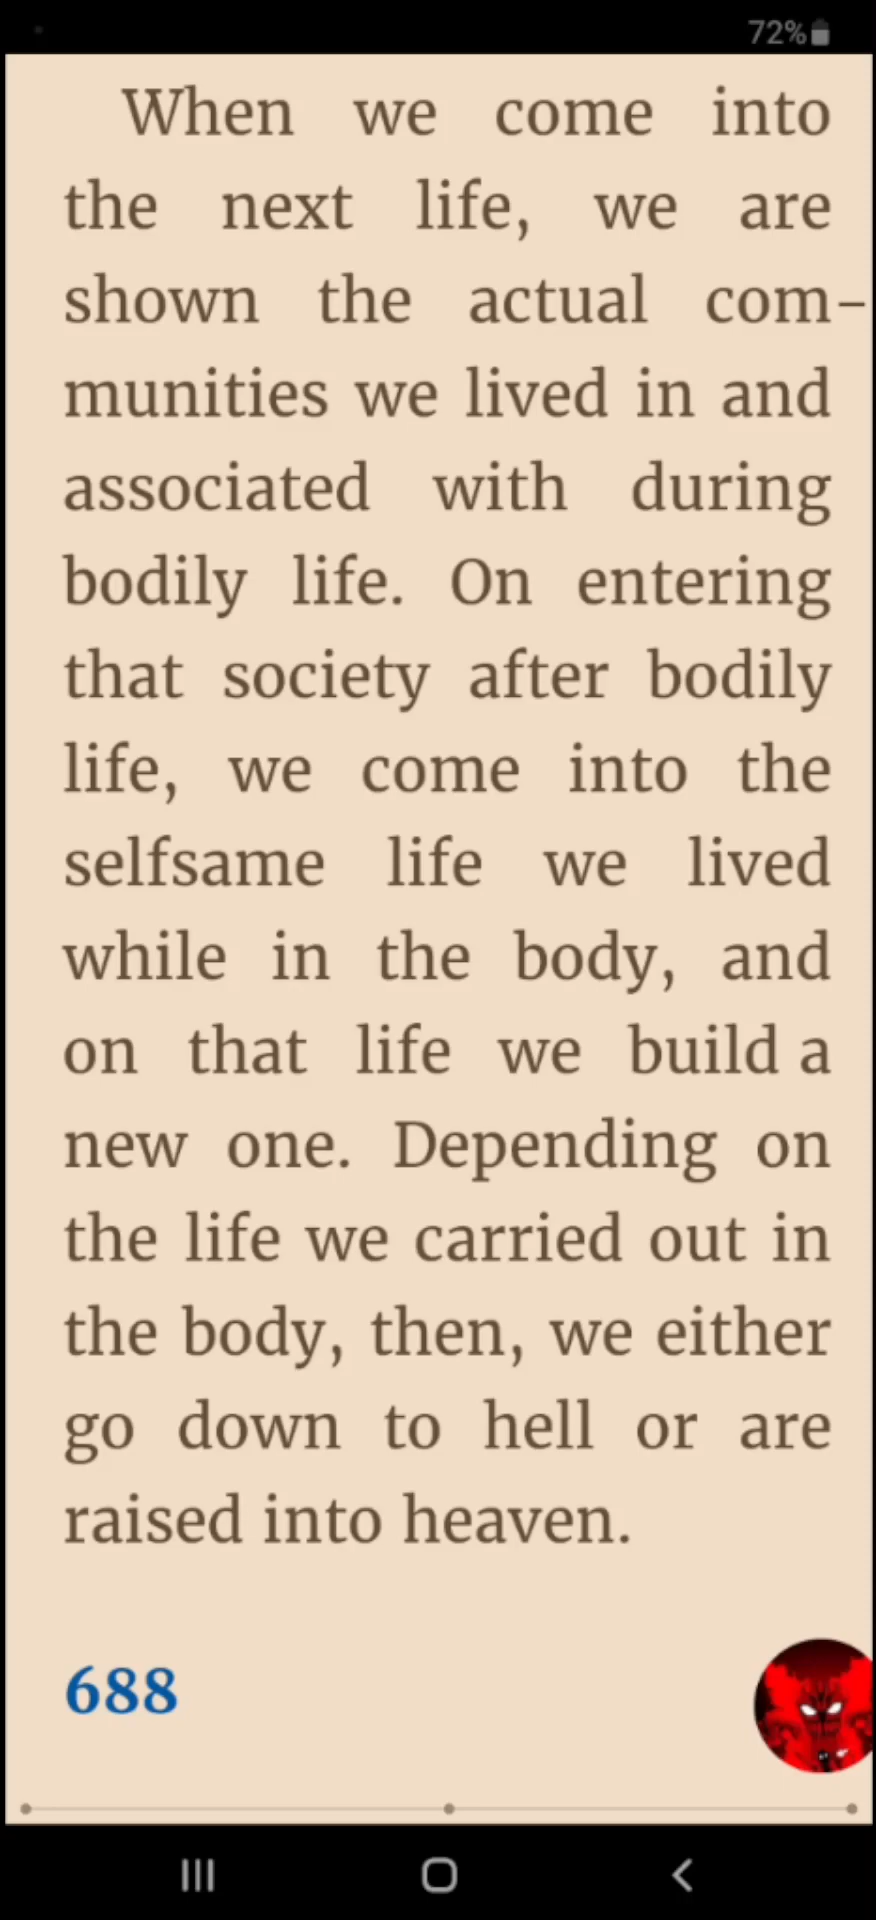 72%
When we come into
the next life, we are
shown the actual com-
munities we lived in and
associated with during
bodily life. On entering
that society after bodily
life, we come into the
selfsame life we lived
while in the body, and
on that life we build a
new one. Depending on
the life we carried out in
the body, then, we either
go down to hell or are
raised into heaven.
688